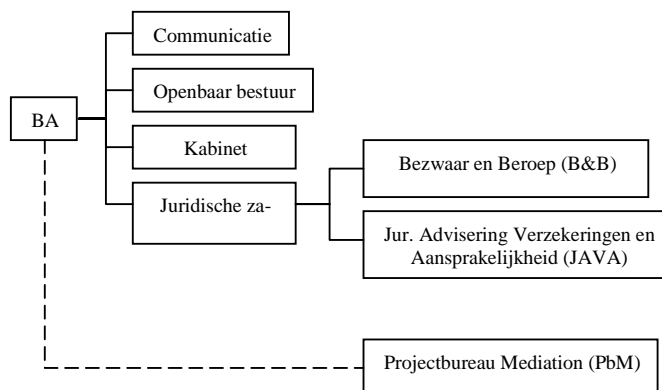 Communicatie
Openbaar bestuur
BA
Kabinet
Bezwaar en Beroep (B&B)
Juridische za-
Jur. Advisering Verzekeringen en
Aansprakelijkheid (JAVA)
Projectbureau Mediation (PbM)